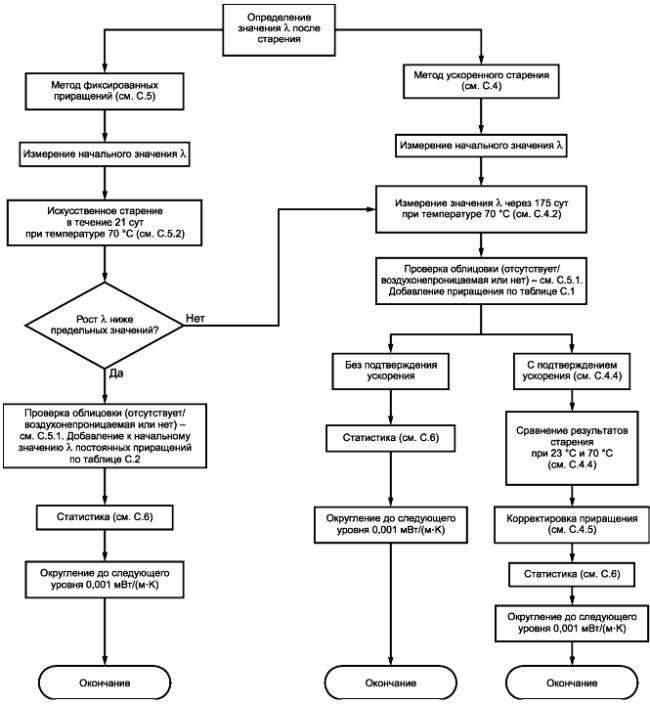 Определение
значения λ после
старения
Метод фиксированных
приращений (см. С.5)
Измерение начального значения λ
Искусственное старение
в течение 21 сут
при температуре 70 °С (см. С.5.2)
Рост λ ниже
предельных значений?
Нет
Да
Проверка облицовки (отсутствует/
воздухонепроницаемая или нет) –
см. С.5.1. Добавление к начальному
значению λ постоянных приращений
по таблице С.2
Статистика (см. С.6)
Округление до следующего
уровня 0,001 мВт/(м·К)
Окончание
Метод ускоренного старения
(см. С.4)
Измерение начального значения λ
Измерение значения λ через 175 сут
при температуре 70 °С (см. С.4.2)
Проверка облицовки (отсутствует/
воздухонепроницаемая или нет) – см. С.5.1.
Добавление приращения по таблице С.1
Без подтверждения
ускорения
Статистика (см. С.6)
Округление до следующего
уровня 0,001 мВт/(м·К)
Окончание
С подтверждением
ускорения (см. С.4.4)
Сравнение результатов
старения
при 23 °С и 70 °С
(см. С.4.4)
Корректировка приращения
(см. С.4.5)
Статистика (см. С.6)
Округление до следующего
уровня 0,001 мВт/(м·К)
Окончание